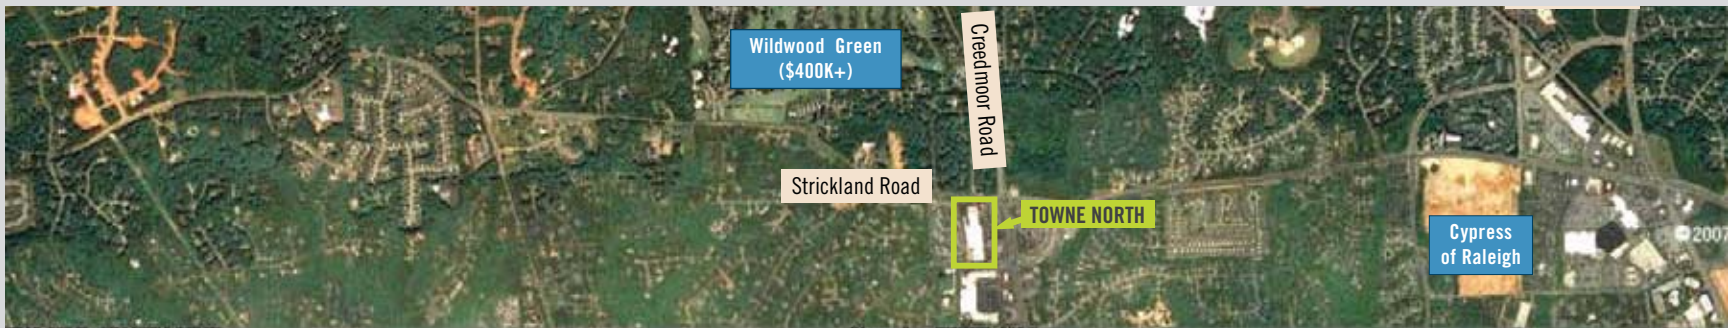 Wildwood Green
($400K+)
Creedmoor Road
Strickland Road
TOWNE NORTH
Cypress
of Raleigh
2007